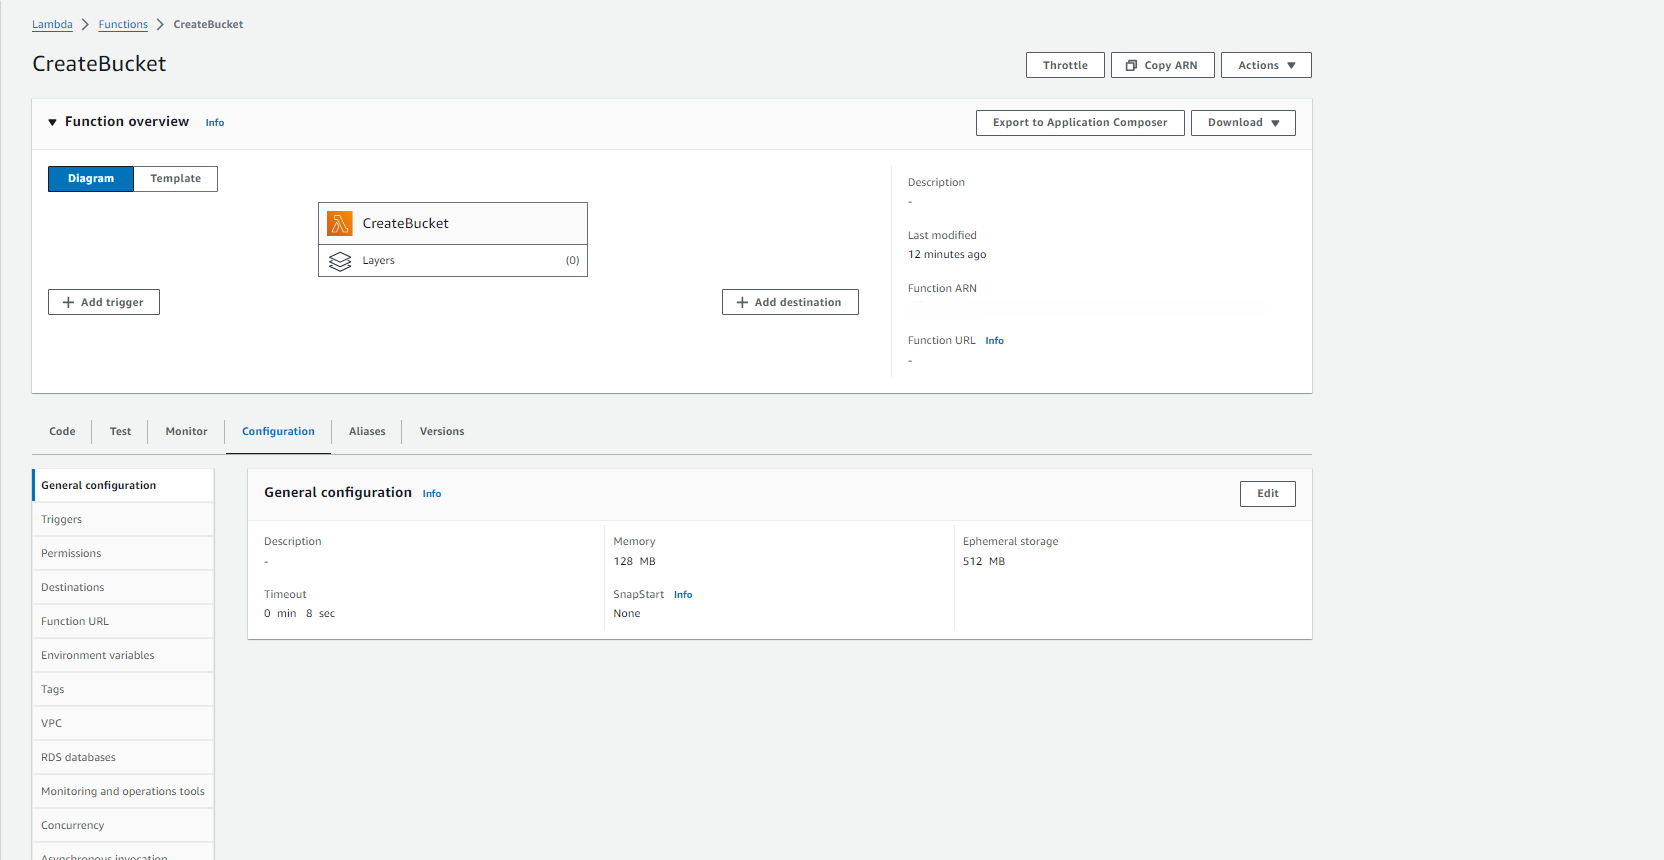 Lambda > Functions > CreateBucket
CreateBucket
Throttle Copy ARN Actions ▼
▼ Function overview Info
Export to Application Composer Download ▼
Diagram Template
CreateBucket
Layers (0)
+ Add trigger
+ Add destination
Description
-
Last modified
12 minutes ago
Function ARN
Function URL Info
-
Code Test Monitor Configuration Aliases Versions
General configuration
Triggers
Permissions
Destinations
Function URL
Environment variables
Tags
VPC
RDS databases
Monitoring and operations tools
Concurrency
Asynchronous invocation
General configuration Info
Edit
Description
-
Memory
128 MB
Ephemeral storage
512 MB
Timeout
0 min 8 sec
SnapStart Info
None